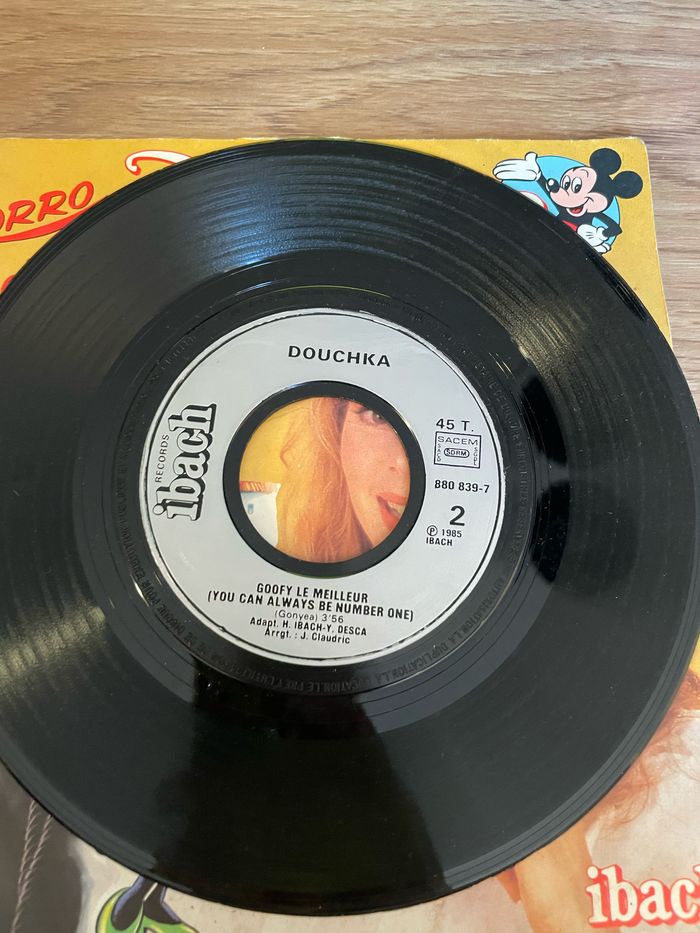 ORRO
DOUCHKA
RECORDS
ibach
45 T.
SACEM
SDRM
880 839-7
2
Ⓟ 1985
IBACH
GOOFY LE MEILLEUR
(YOU CAN ALWAYS BE NUMBER ONE)
(Gonyea) 3'56
Adapt. H. IBACH-Y. DESCA
Arrgt. : J. Claudric
ibac